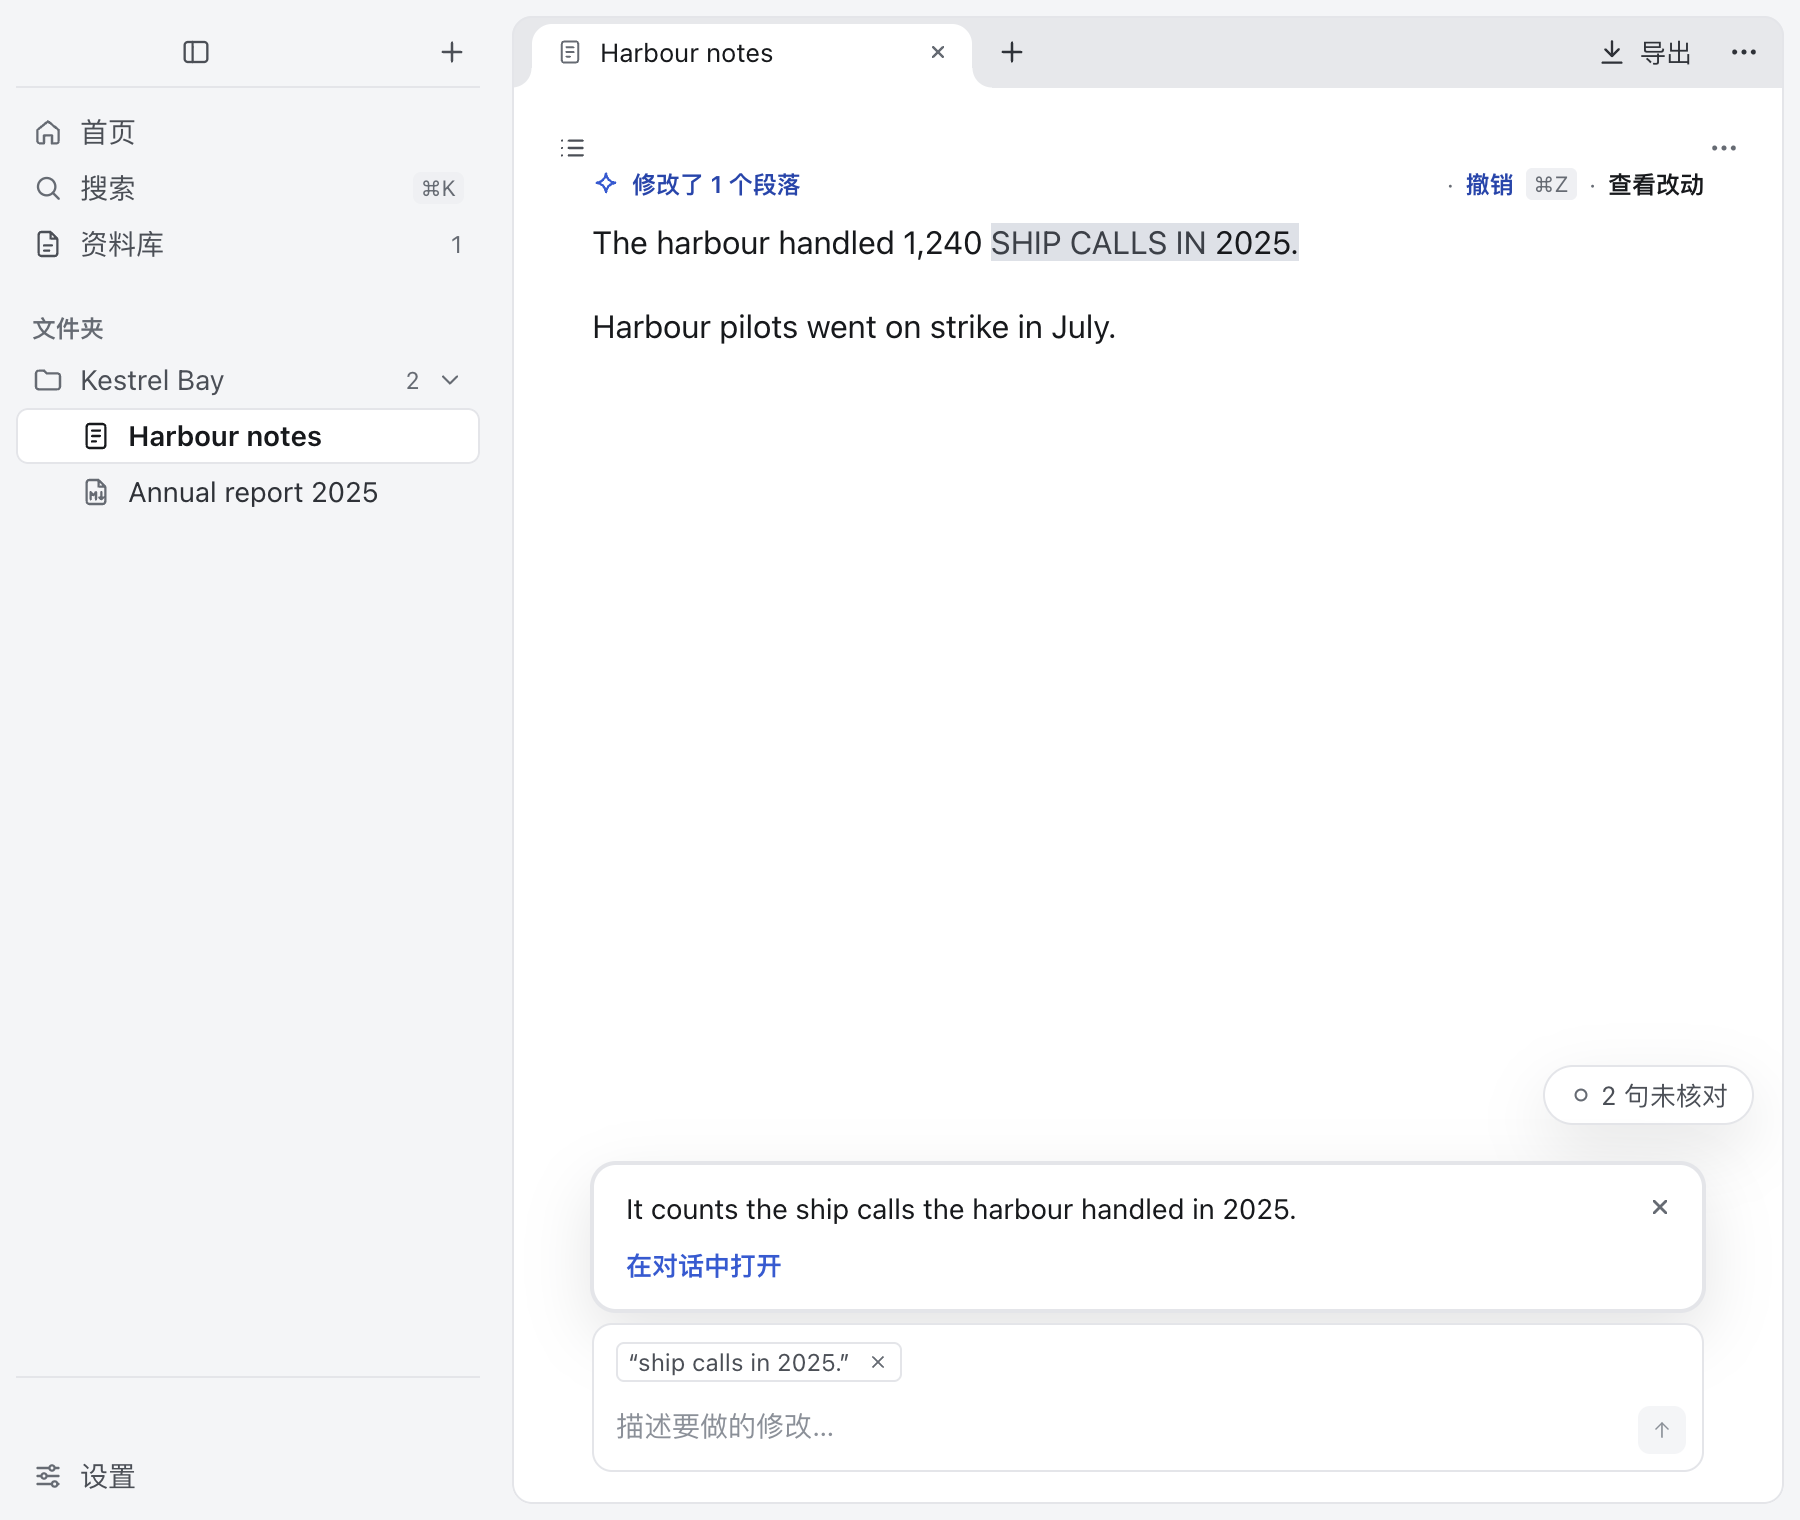 首页
搜索 ⌘K
资料库 1
文件夹
Kestrel Bay 2
Harbour notes
Annual report 2025
设置
Harbour notes
导出
修改了 1 个段落 · 撤销 ⌘Z · 查看改动
The harbour handled 1,240 SHIP CALLS IN 2025.
Harbour pilots went on strike in July.
2 句未核对
It counts the ship calls the harbour handled in 2025.
在对话中打开
“ship calls in 2025.”
描述要做的修改...